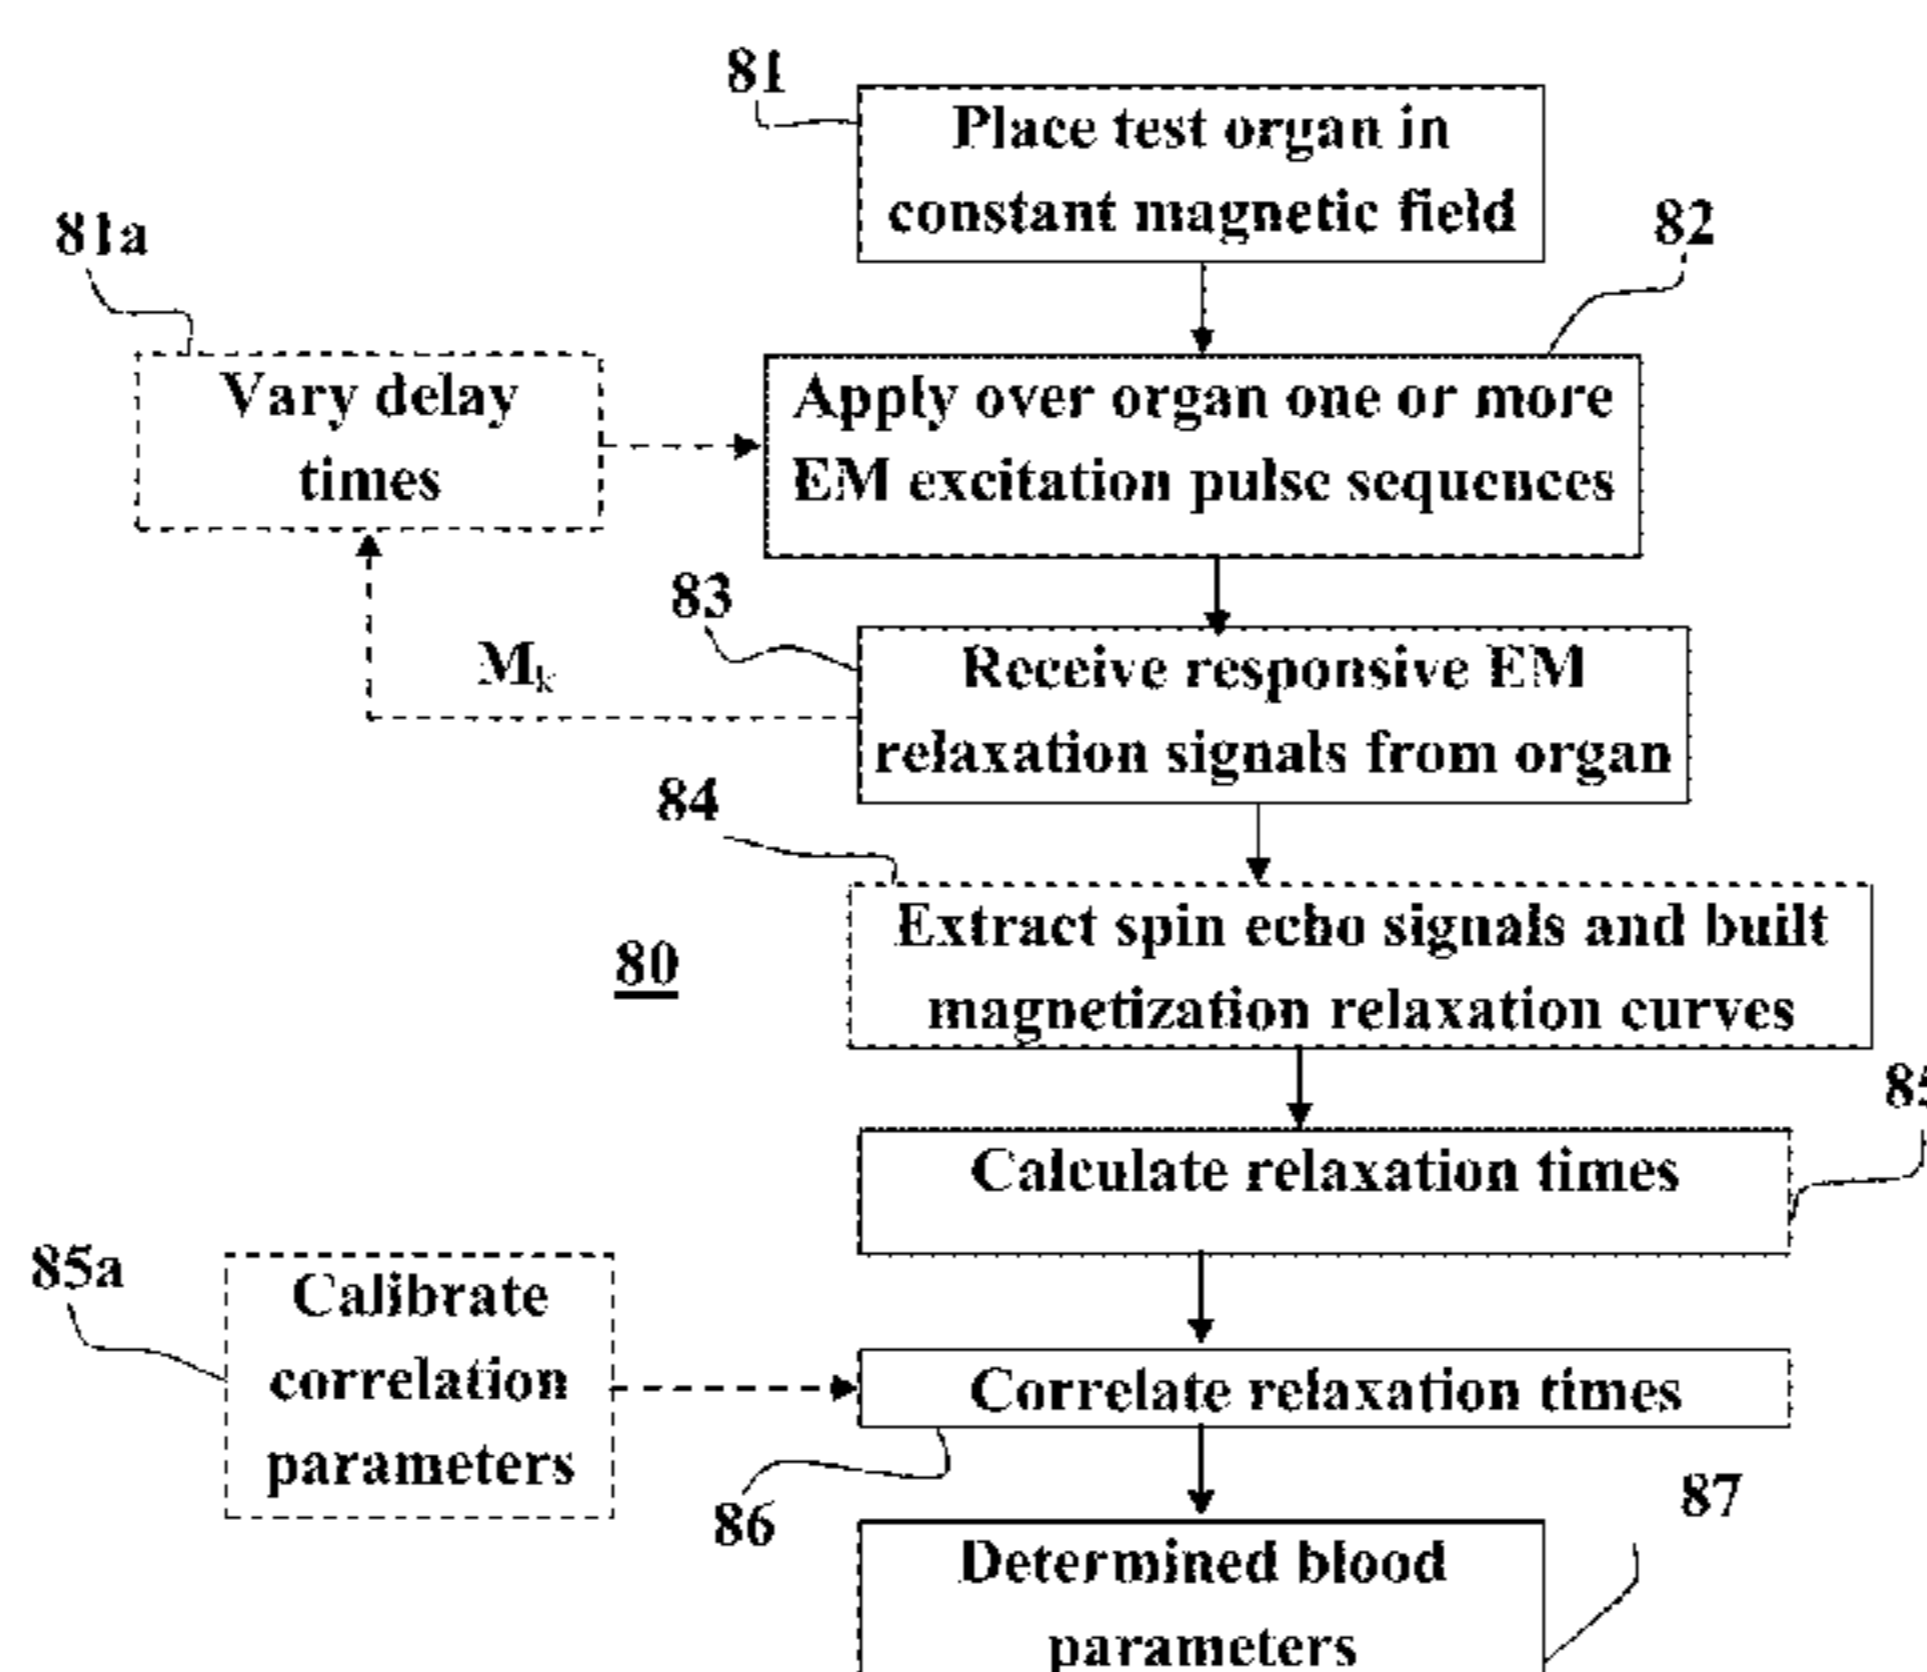 81
Place test organ in
constant magnetic field
81a
82
Vary delay
times
Apply over organ one or more
EM excitation pulse sequences
83
M_k
Receive responsive EM
relaxation signals from organ
84
Extract spin echo signals and built
magnetization relaxation curves
80
85
Calculate relaxation times
85a
Calibrate
correlation
parameters
Correlate relaxation times
86
87
Determined blood
parameters